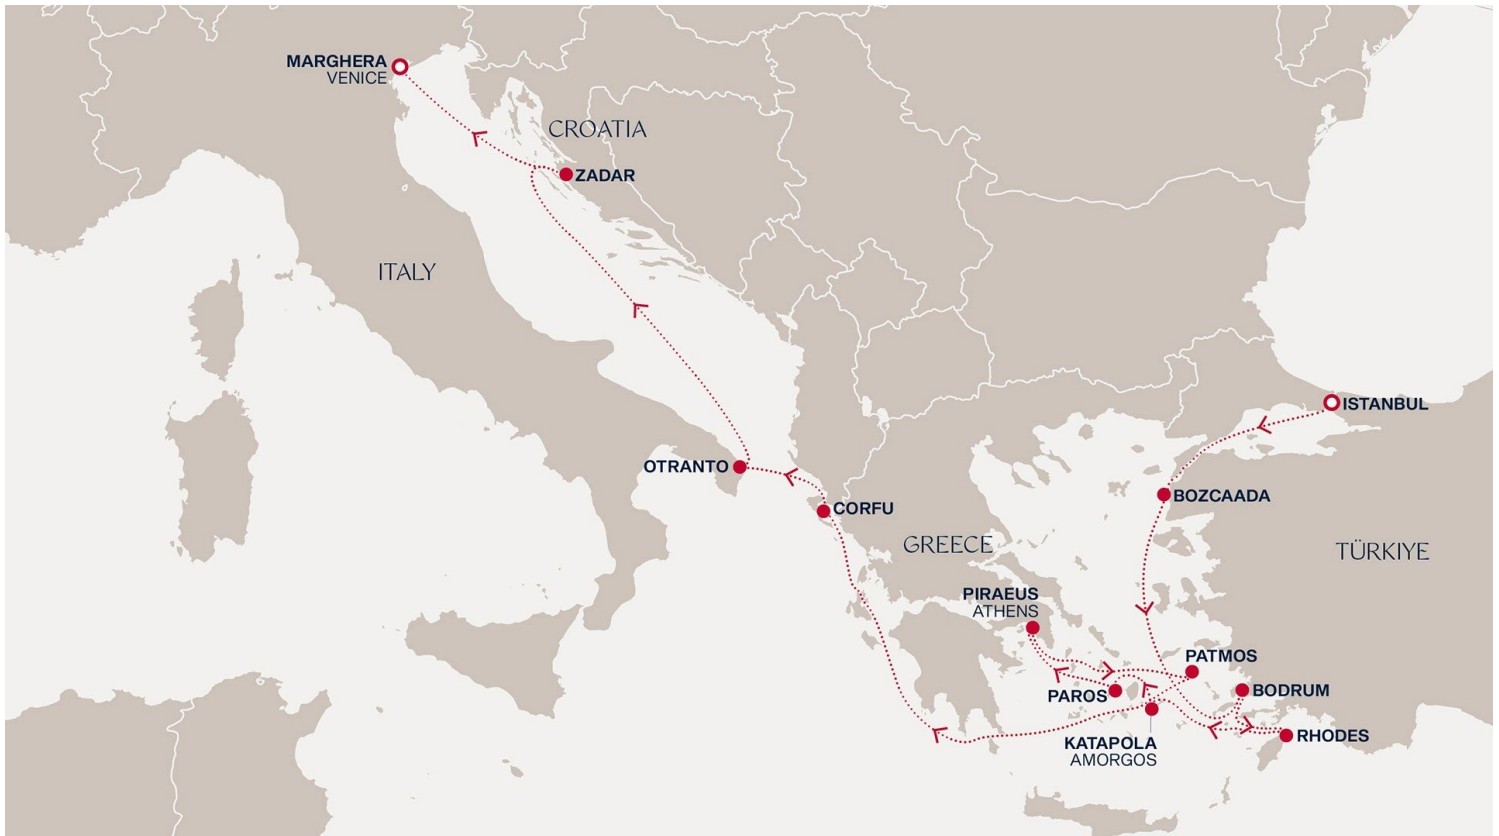 MARGHERA
VENICE
CROATIA
ZADAR
ITALY
ISTANBUL
OTRANTO
BOZCAADA
CORFU
GREECE
TÜRKIYE
PIRAEUS
ATHENS
PATMOS
PAROS
BODRUM
RHODES
KATAPOLA
AMORGOS